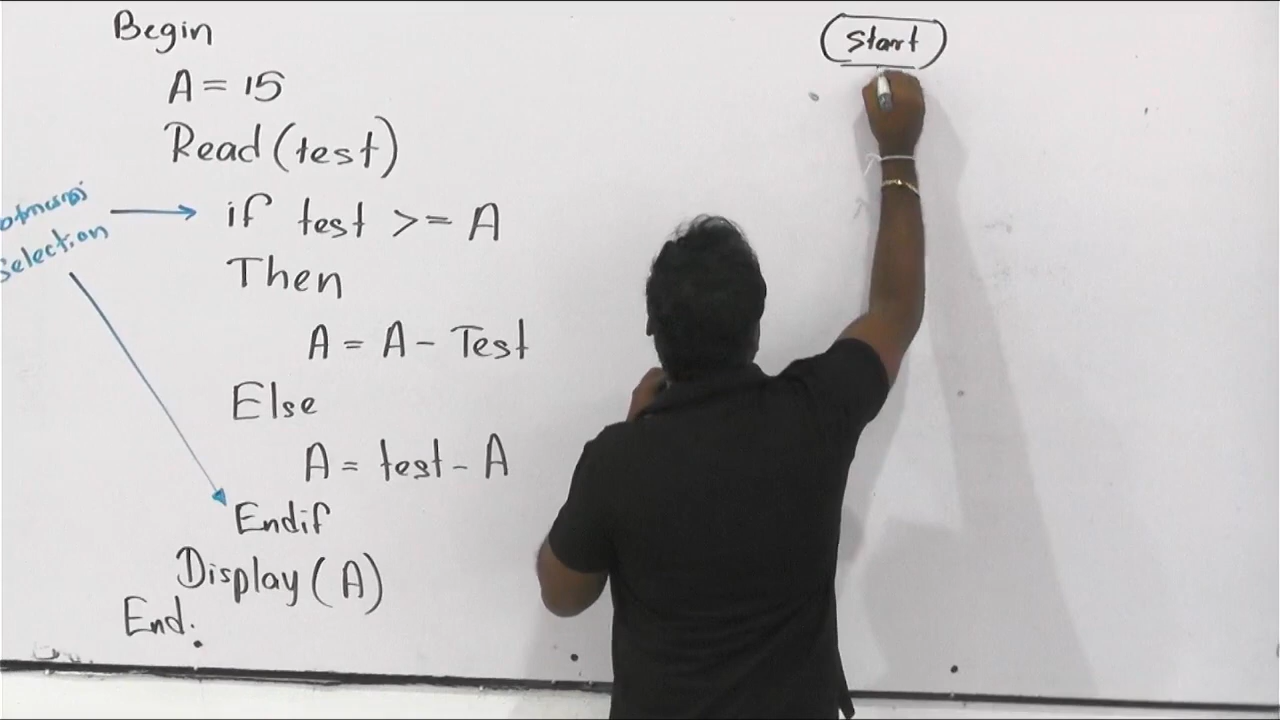 Begin
A = 15
Read (test)
if test >= A
Then
A = A - Test
Else
A = test - A
Endif
Display (A)
End.
selection
Start